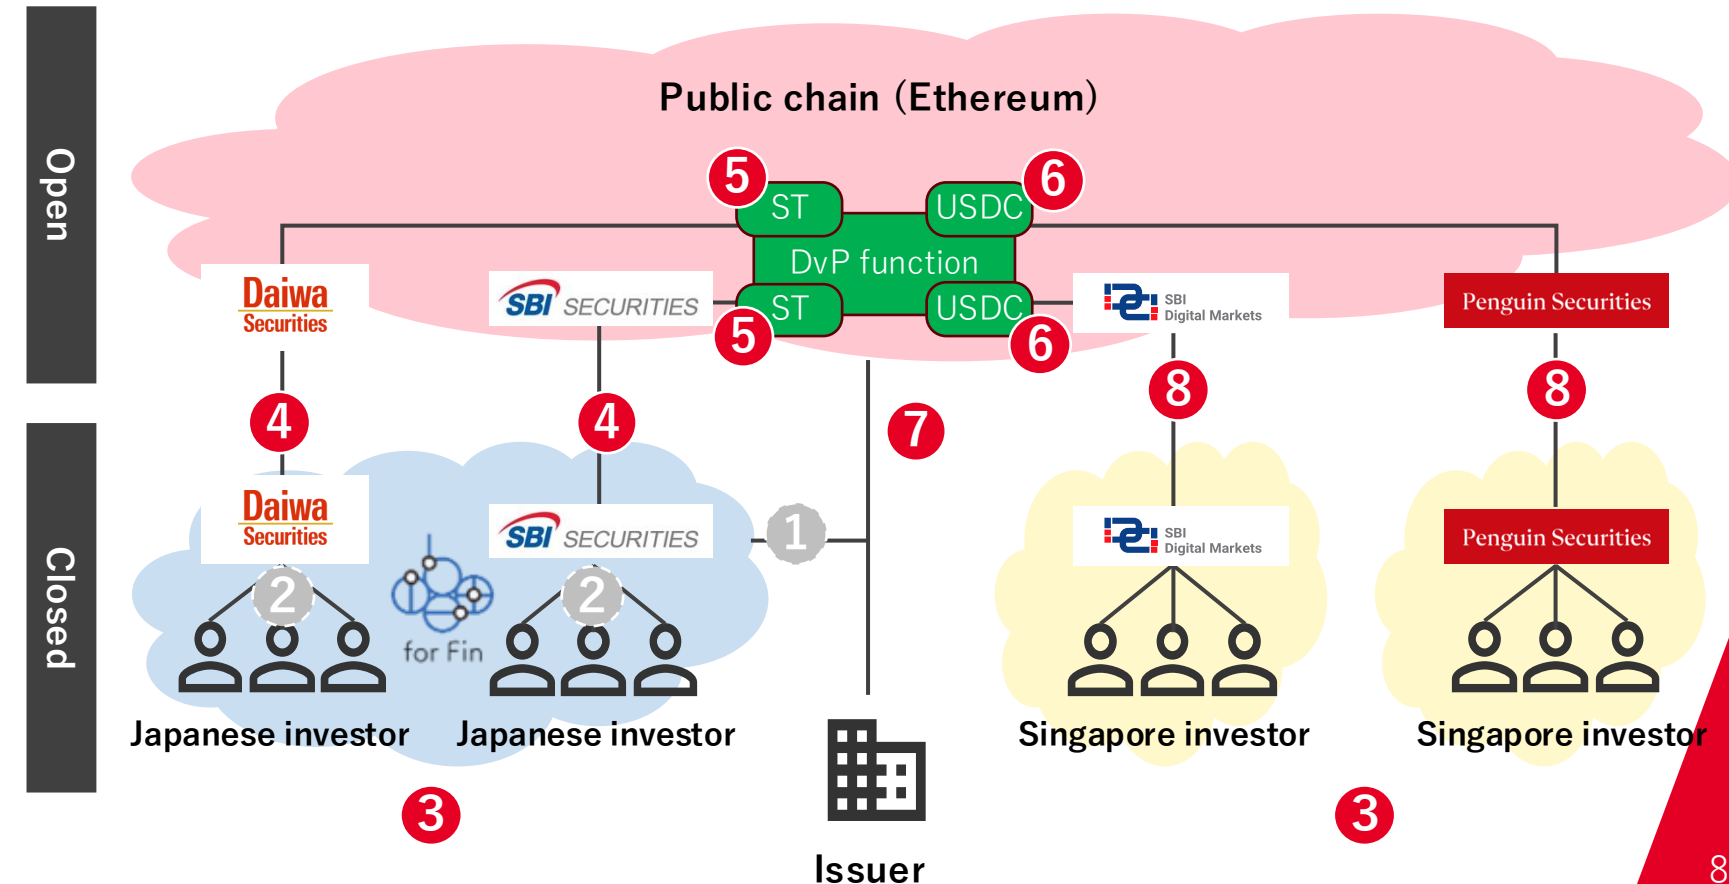 Open
Public chain (Ethereum)
5
ST
USDC
6
DvP function
Daiwa
Securities
SBI SECURITIES
5
ST
USDC
6
SBI
Digital Markets
Penguin Securities
4
4
7
8
8
Closed
Daiwa
Securities
SBI SECURITIES
1
SBI
Digital Markets
Penguin Securities
2
2
for Fin
Japanese investor
Japanese investor
Singapore investor
Singapore investor
3
3
Issuer
8